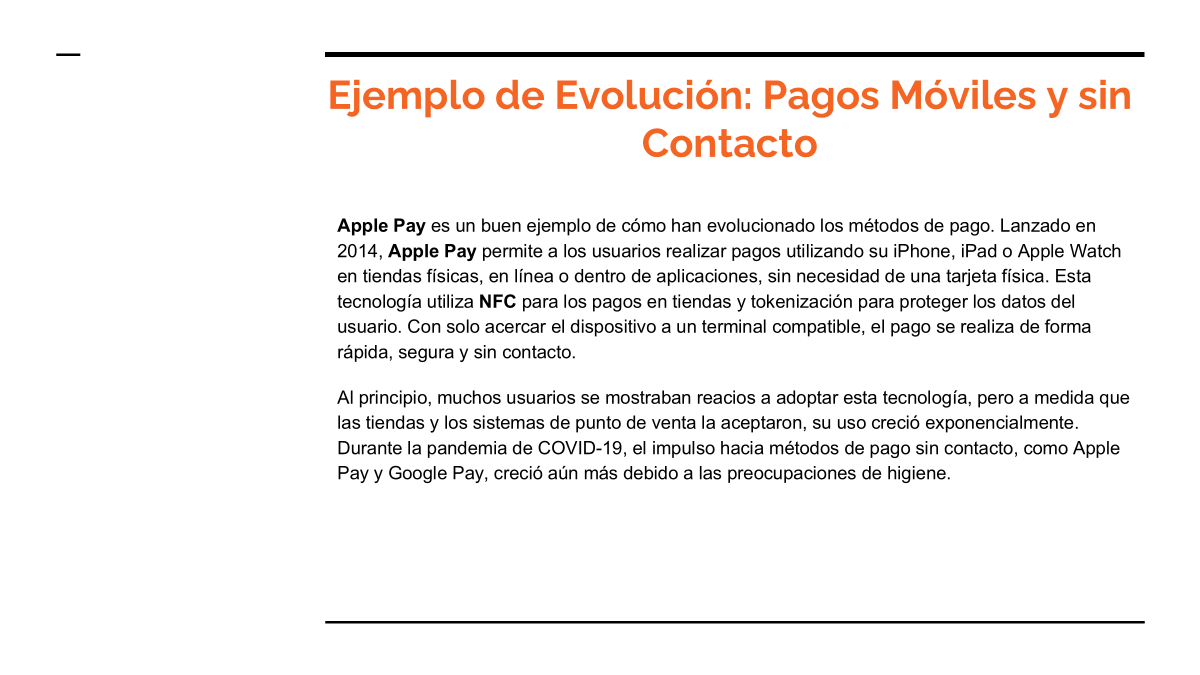 Ejemplo de Evolución: Pagos Móviles y sin
Contacto
Apple Pay es un buen ejemplo de cómo han evolucionado los métodos de pago. Lanzado en
2014, Apple Pay permite a los usuarios realizar pagos utilizando su iPhone, iPad o Apple Watch
en tiendas físicas, en línea o dentro de aplicaciones, sin necesidad de una tarjeta física. Esta
tecnología utiliza NFC para los pagos en tiendas y tokenización para proteger los datos del
usuario. Con solo acercar el dispositivo a un terminal compatible, el pago se realiza de forma
rápida, segura y sin contacto.
Al principio, muchos usuarios se mostraban reacios a adoptar esta tecnología, pero a medida que
las tiendas y los sistemas de punto de venta la aceptaron, su uso creció exponencialmente.
Durante la pandemia de COVID-19, el impulso hacia métodos de pago sin contacto, como Apple
Pay y Google Pay, creció aún más debido a las preocupaciones de higiene.